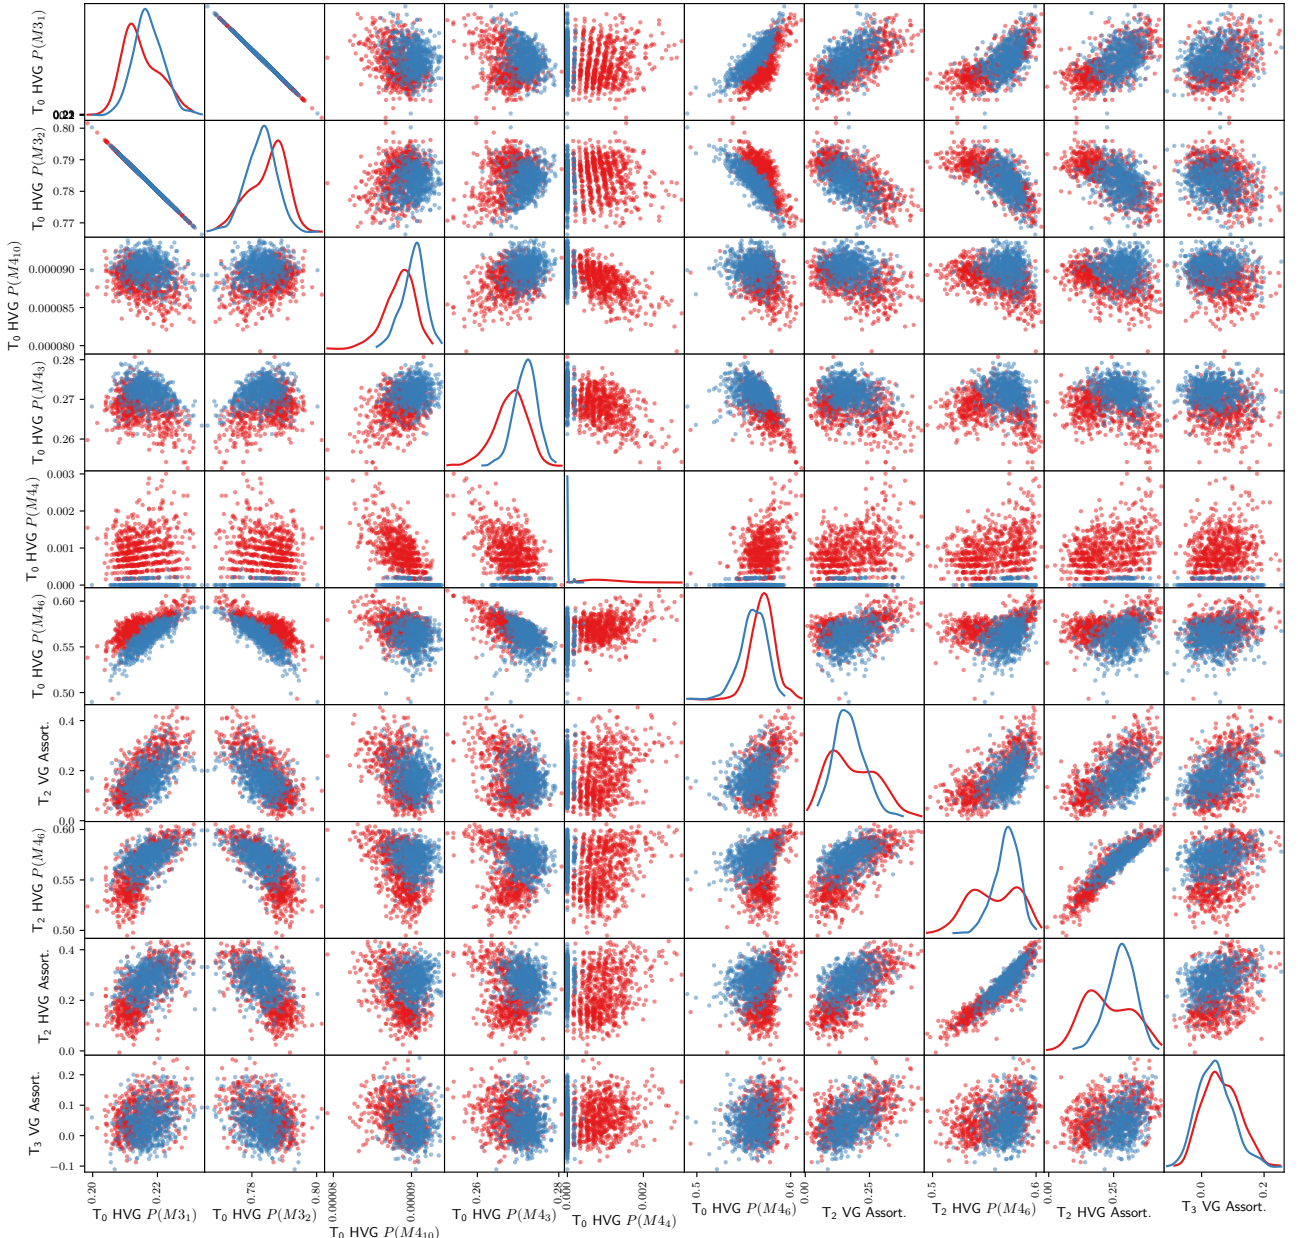 T₀ HVG P(M3₁)
0.22
T₀ HVG P(M3₂)
0.80
0.79
0.78
0.77
T₀ HVG P(M4₁₀)
0.000090
0.000085
0.000080
T₀ HVG P(M4₃)
0.28
0.27
0.26
T₀ HVG P(M4₄)
0.003
0.002
0.001
0.000
T₀ HVG P(M4₆)
0.60
0.55
0.50
T₂ VG Assort.
0.4
0.2
0.0
T₂ HVG P(M4₆)
0.60
0.55
0.50
T₂ HVG Assort.
0.4
0.2
0.0
T₃ VG Assort.
0.2
0.1
0.0
−0.1
0.20 0.22
0.78 0.80
0.00008 0.00009
0.26 0.28
0.000 0.002
0.5 0.6
0.00 0.25
0.5 0.6
0.00 0.25
0.0 0.2
T₀ HVG P(M3₁)
T₀ HVG P(M3₂)
T₀ HVG P(M4₁₀)
T₀ HVG P(M4₃)
T₀ HVG P(M4₄)
T₀ HVG P(M4₆)
T₂ VG Assort.
T₂ HVG P(M4₆)
T₂ HVG Assort.
T₃ VG Assort.